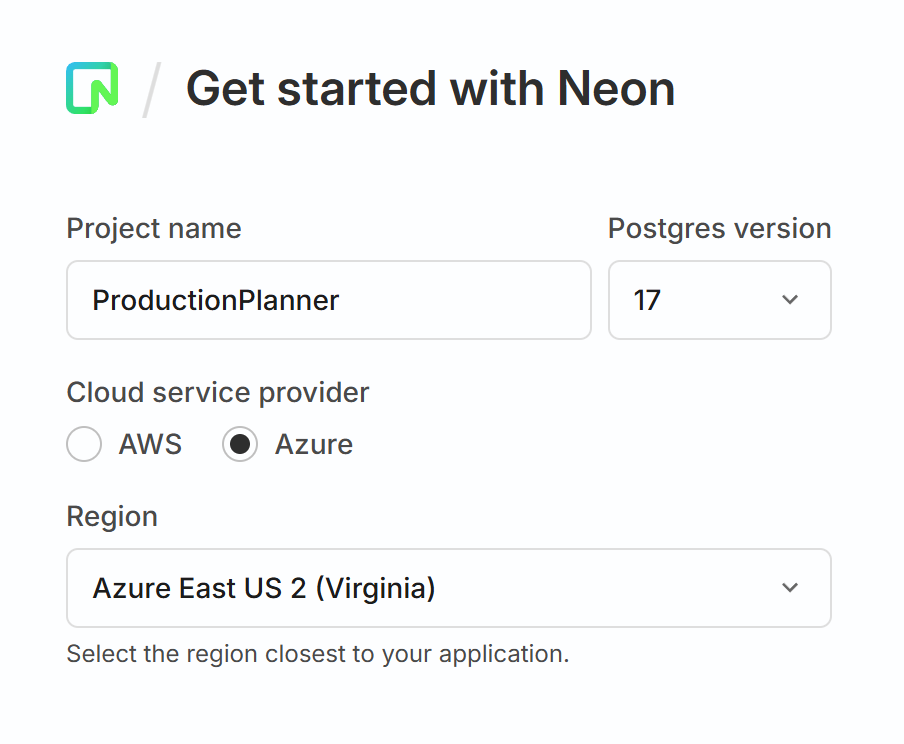 Get started with Neon
Project name
Postgres version
ProductionPlanner
17
Cloud service provider
AWS
Azure
Region
Azure East US 2 (Virginia)
Select the region closest to your application.